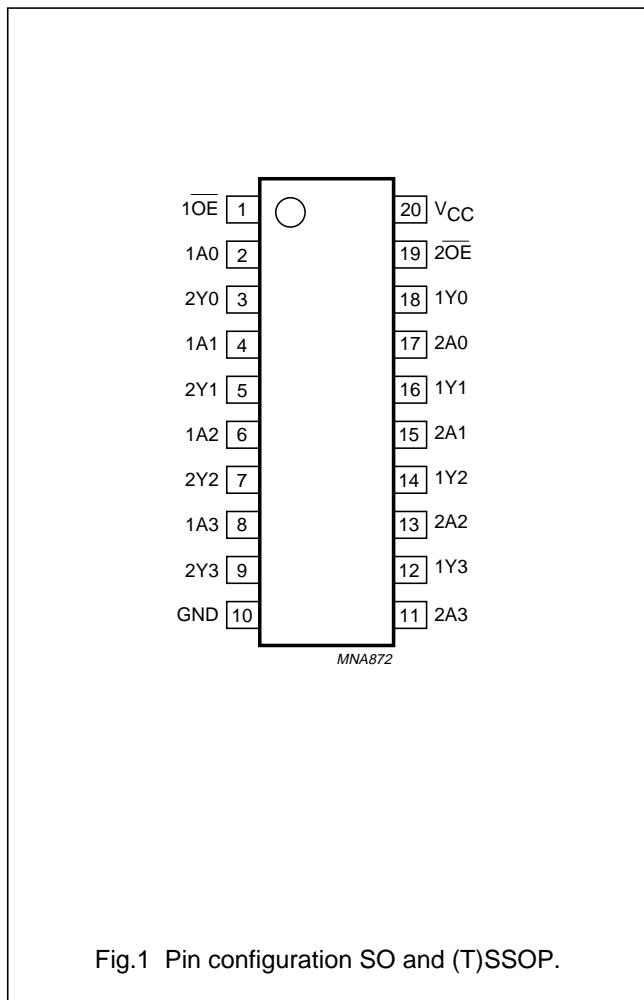 1O̅E̅ 1 20 VCC
1A0 2 19 2O̅E̅
2Y0 3 18 1Y0
1A1 4 17 2A0
2Y1 5 16 1Y1
1A2 6 15 2A1
2Y2 7 14 1Y2
1A3 8 13 2A2
2Y3 9 12 1Y3
GND 10 11 2A3
MNA872
Fig.1 Pin configuration SO and (T)SSOP.